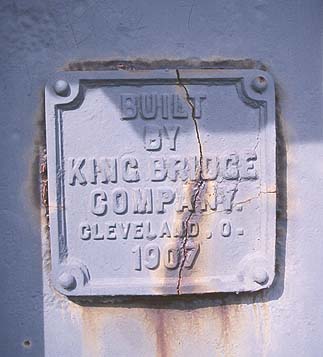 BUILT
BY
KING BRIDGE
COMPANY.
CLEVELAND. O.
1907